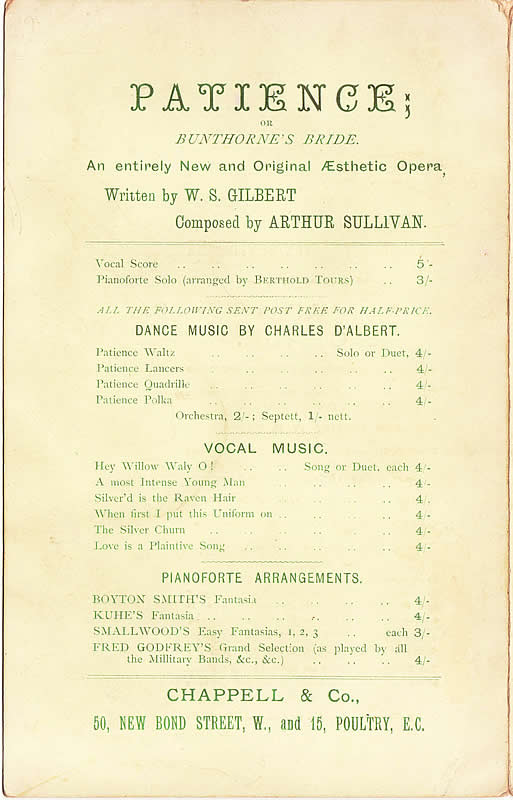 PATIENCE;
OR
BUNTHORNE'S BRIDE.
An entirely New and Original Æsthetic Opera,
Written by W. S. GILBERT
Composed by ARTHUR SULLIVAN.
Vocal Score .. .. .. .. .. .. .. 5/-
Pianoforte Solo (arranged by BERTHOLD TOURS) .. 3/-
ALL THE FOLLOWING SENT POST FREE FOR HALF-PRICE.
DANCE MUSIC BY CHARLES D'ALBERT.
Patience Waltz .. .. .. .. Solo or Duet, 4/-
Patience Lancers .. .. .. .. .. .. 4/-
Patience Quadrille .. .. .. .. .. .. 4/-
Patience Polka .. .. .. .. .. .. 4/-
Orchestra, 2/-; Septett, 1/- nett.
VOCAL MUSIC.
Hey Willow Waly O! .. .. Song or Duet, each 4/-
A most Intense Young Man .. .. .. .. 4/-
Silver'd is the Raven Hair .. .. .. .. 4/.
When first I put this Uniform on .. .. .. .. 4/-
The Silver Churn .. .. .. .. .. .. 4/-
Love is a Plaintive Song .. .. .. .. .. 4/-
PIANOFORTE ARRANGEMENTS.
BOYTON SMITH'S Fantasia .. .. .. .. 4/-
KUHE'S Fantasia .. .. .. .. .. .. 4/-
SMALLWOOD'S Easy Fantasias, 1, 2, 3 .. each 3/-
FRED GODFREY'S Grand Selection (as played by all
the Millitary Bands, &c., &c.) .. .. .. 4/-
CHAPPELL & Co.,
50, NEW BOND STREET, W., and 15, POULTRY, E.C.